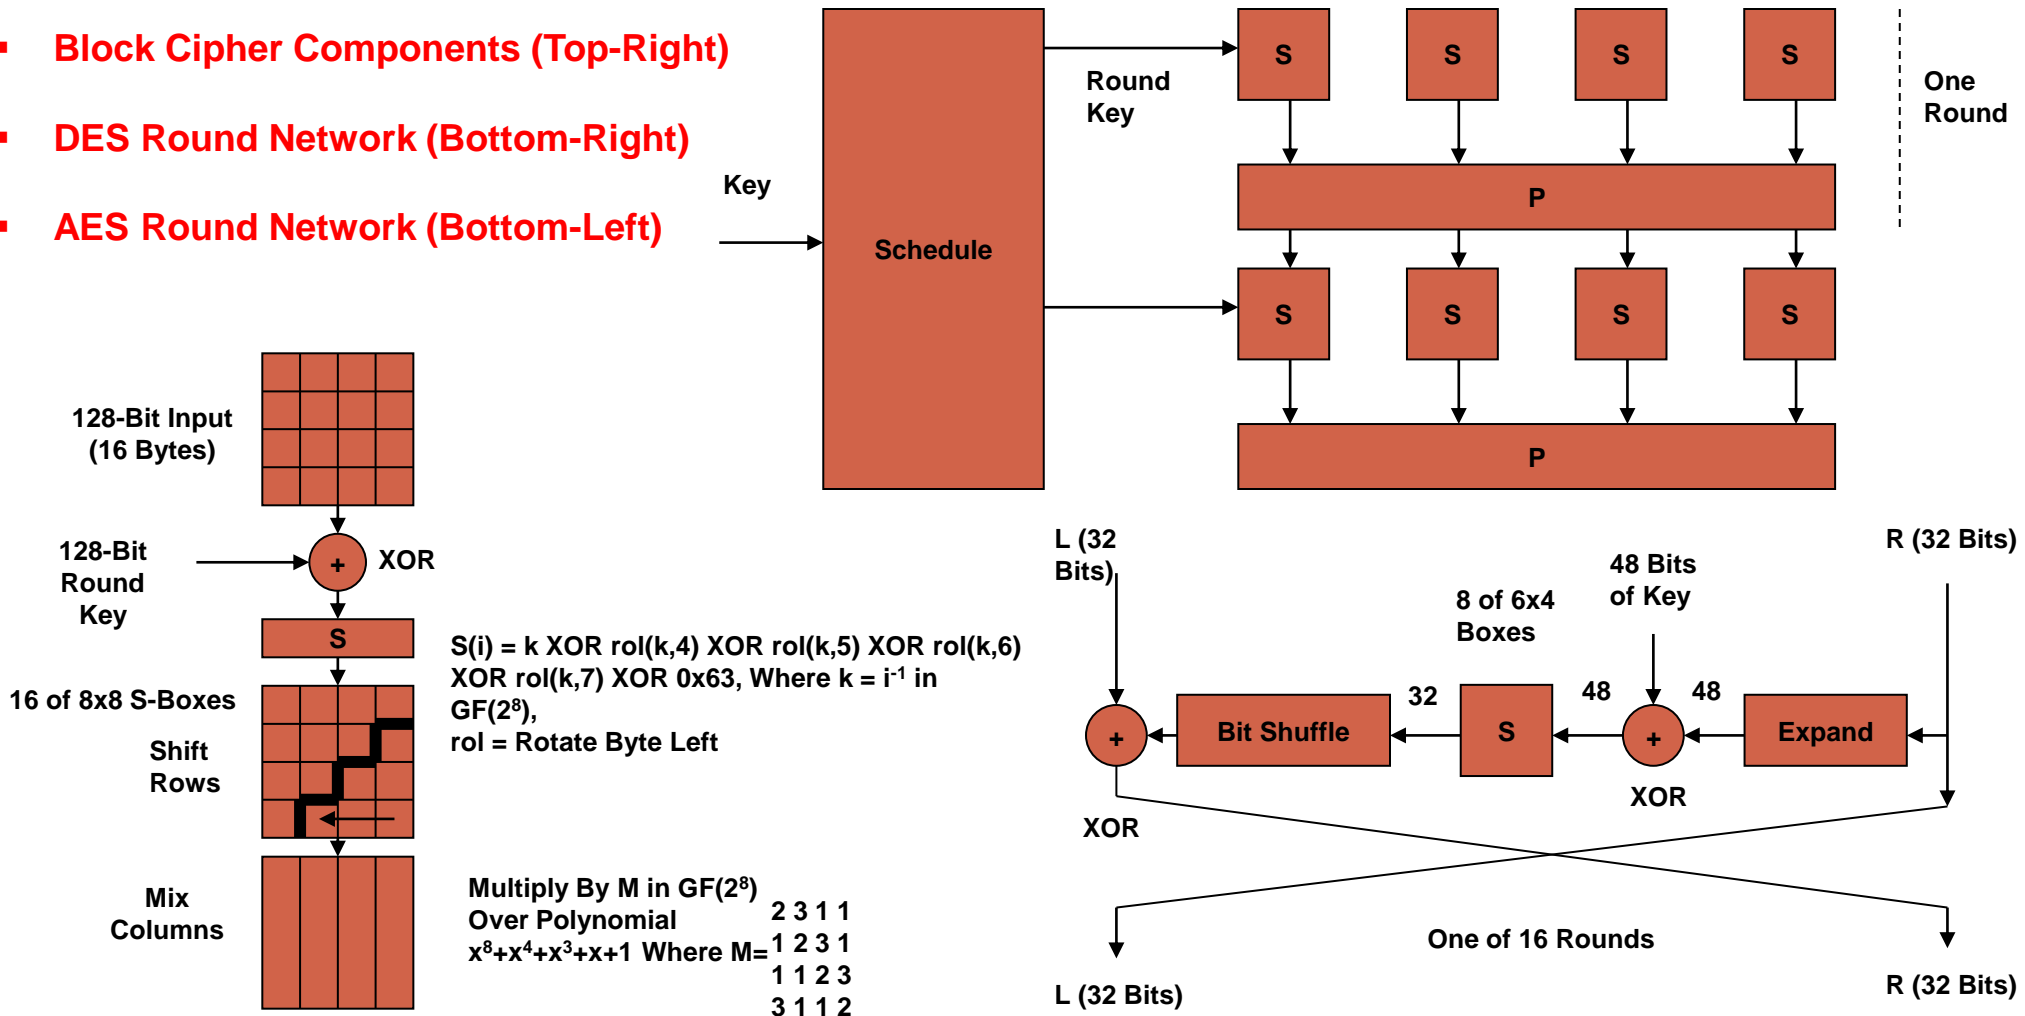 ▪ Block Cipher Components (Top-Right)
▪ DES Round Network (Bottom-Right)
▪ AES Round Network (Bottom-Left)
Key
Schedule
Round
Key
S S S S
One
Round
P
S S S S
P
128-Bit Input
(16 Bytes)
128-Bit
Round
Key
+
XOR
S
S(i) = k XOR rol(k,4) XOR rol(k,5) XOR rol(k,6)
XOR rol(k,7) XOR 0x63, Where k = i⁻¹ in
GF(2⁸),
rol = Rotate Byte Left
16 of 8x8 S-Boxes
Shift
Rows
Mix
Columns
Multiply By M in GF(2⁸)
Over Polynomial
x⁸+x⁴+x³+x+1 Where M=
2 3 1 1
1 2 3 1
1 1 2 3
3 1 1 2
L (32
Bits)
R (32 Bits)
48 Bits
of Key
8 of 6x4
Boxes
32
48
48
+
Bit Shuffle
S
+
Expand
XOR
XOR
One of 16 Rounds
L (32 Bits)
R (32 Bits)